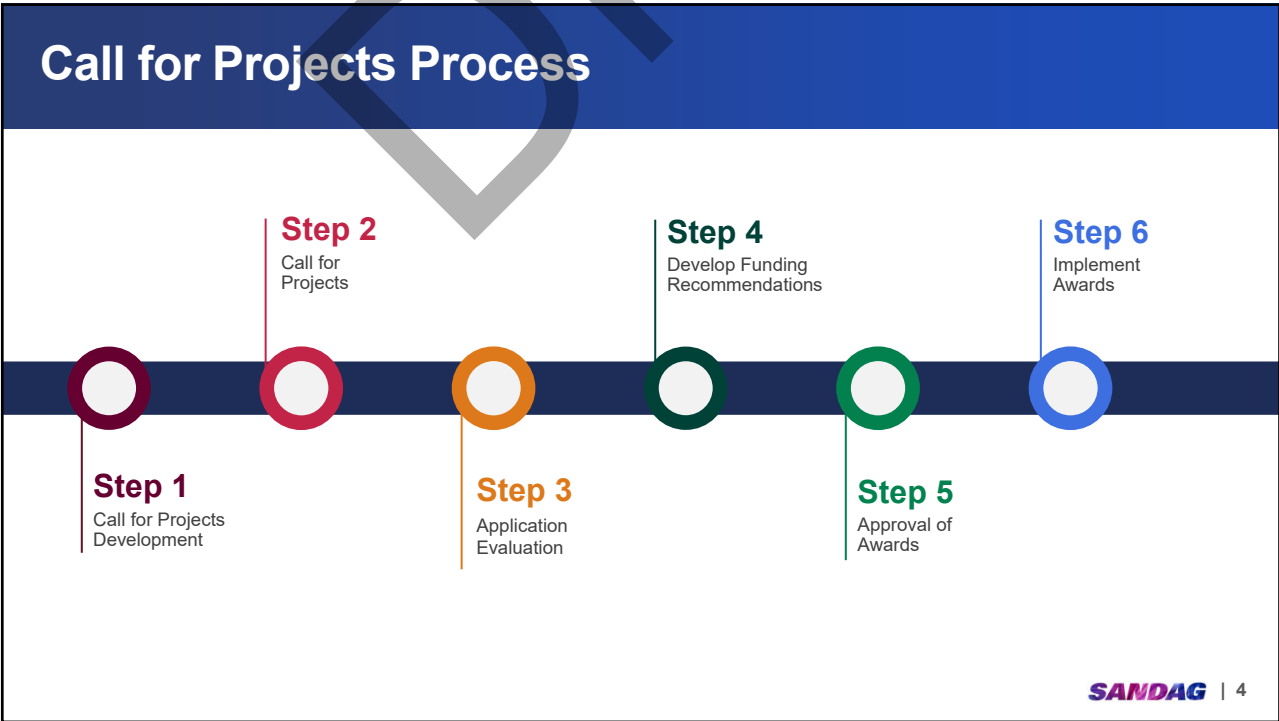 Call for Projects Process
Step 1
Call for Projects
Development
Step 2
Call for
Projects
Step 3
Application
Evaluation
Step 4
Develop Funding
Recommendations
Step 5
Approval of
Awards
Step 6
Implement
Awards
SANDAG | 4